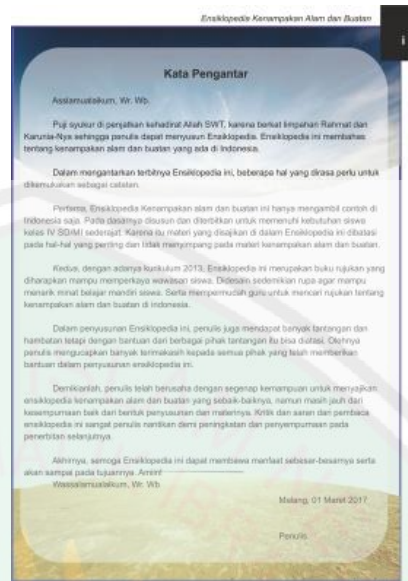 Ensiklopedia Kenampakan Alam dan Buatan
i
Kata Pengantar
Assalamualaikum, Wr. Wb.
Puji syukur di penjatkan kehadirat Allah SWT, karena berkat limpahan Rahmat dan
Karunia-Nya sehingga penulis dapat menyusun Ensiklopedia. Ensiklopedia ini membahas
tentang kenampakan alam dan buatan yang ada di Indonesia.
Dalam mengantarkan terbitnya Ensiklopedia ini, beberapa hal yang dirasa perlu untuk
dikemukakan sebagai catatan.
Pertama, Ensiklopedia Kenampakan alam dan buatan ini hanya mengambil contoh di
Indonesia saja. Pada dasarnya disusun dan diterbitkan untuk memenuhi kebutuhan siswa
kelas IV SD/MI sederajat. Karena itu materi yang disajikan di dalam Ensiklopedia ini dibatasi
pada hal-hal yang penting dan tidak menyimpang pada materi kenampakan alam dan buatan.
Kedua, dengan adanya kurikulum 2013, Ensiklopedia ini merupakan buku rujukan yang
diharapkan mampu memperkaya wawasan siswa. Didesain sedemikian rupa agar mampu
menarik minat belajar mandiri siswa. Serta mempermudah guru untuk mencari rujukan tentang
kenampakan alam dan buatan di indonesia.
Dalam penyusunan Ensiklopedia ini, penulis juga mendapat banyak tantangan dan
hambatan tetapi dengan bantuan dari berbagai pihak tantangan itu bisa diatasi. Olehnya
penulis mengucapkan banyak terimakasih kepada semua pihak yang telah memberikan
bantuan dalam penyusunan ensiklopedia ini.
Demikianlah, penulis telah berusaha dengan segenap kemampuan untuk menyajikan
ensiklopedia kenampakan alam dan buatan yang sebaik-baiknya, namun masih jauh dari
kesempurnaan baik dari bentuk penyusunan dan materinya. Kritik dan saran dari pembaca
ensiklopedia ini sangat penulis nantikan demi peningkatan dan penyempurnaan pada
penerbitan selanjutnya.
Akhirnya, semoga Ensiklopedia ini dapat membawa manfaat sebesar-besarnya serta
akan sampai pada tujuannya. Amin!
Wassalamualaikum, Wr. Wb
Malang, 01 Maret 2017
Penulis